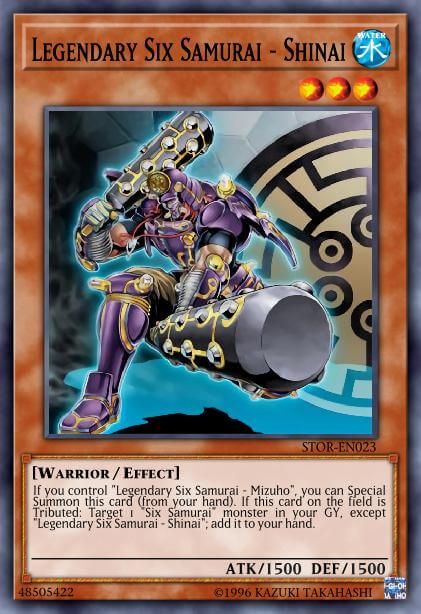 Legendary Six Samurai - Shinai
WATER
水
STOR-EN023
[Warrior / Effect]
If you control "Legendary Six Samurai - Mizuho", you can Special
Summon this card (from your hand). If this card on the field is
Tributed: Target 1 "Six Samurai" monster in your GY, except
"Legendary Six Samurai - Shinai"; add it to your hand.
ATK/1500 DEF/1500
48505422
©1996 KAZUKI TAKAHASHI